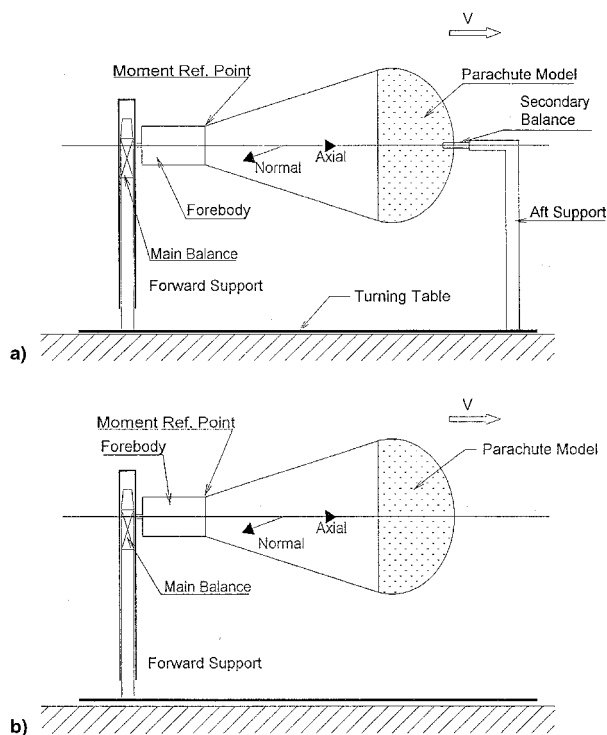 V
Moment Ref. Point
Parachute Model
Secondary
Balance
Normal
Axial
Forebody
Aft Support
Main Balance
Forward Support
Turning Table
a)
V
Moment Ref. Point
Forebody
Parachute Model
Axial
Normal
Main Balance
Forward Support
b)